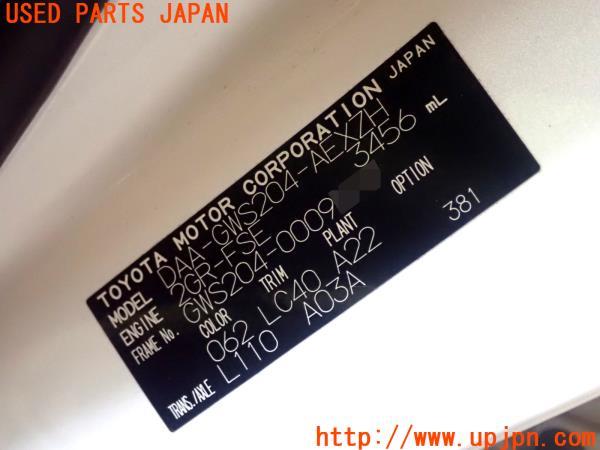 USED PARTS JAPAN
TOYOTA MOTOR CORPORATION JAPAN
MODEL DAA-GWS204-AEXZH
ENGINE 2GR-FSE 3456 mL
FRAME No. GWS204-0009
COLOR TRIM PLANT OPTION
062 LC40 A22 381
TRANS./AXLE L110 A03A
http://www.upjpn.com